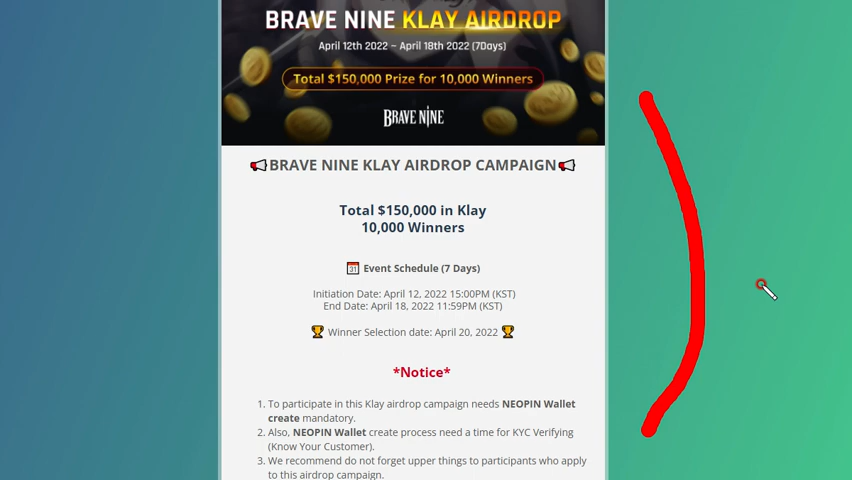 BRAVE NINE KLAY AIRDROP
April 12th 2022 ~ April 18th 2022 (7Days)
Total $150,000 Prize for 10,000 Winners
BRAVE NINE
BRAVE NINE KLAY AIRDROP CAMPAIGN
Total $150,000 in Klay
10,000 Winners
31 Event Schedule (7 Days)
Initiation Date: April 12, 2022 15:00PM (KST)
End Date: April 18, 2022 11:59PM (KST)
Winner Selection date: April 20, 2022
*Notice*
1. To participate in this Klay airdrop campaign needs NEOPIN Wallet
create mandatory.
2. Also, NEOPIN Wallet create process need a time for KYC Verifying
(Know Your Customer).
3. We recommend do not forget upper things to participants who apply
to this airdrop campaign.